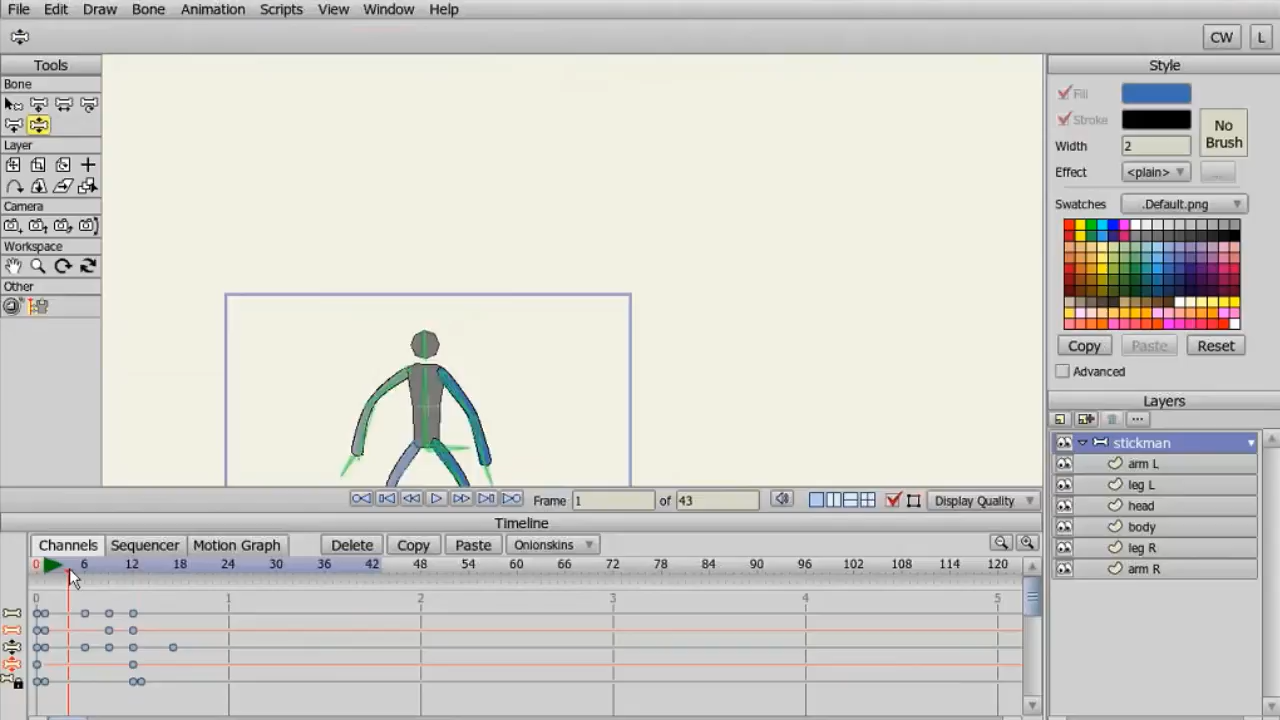 File Edit Draw Bone Animation Scripts View Window Help
CW L
Tools
Bone
Layer
Camera
Workspace
Other
Style
Fill
Stroke
No Brush
Width 2
Effect <plain> ...
Swatches .Default.png
Copy Paste Reset
Advanced
Layers
...
stickman
arm L
leg L
head
body
leg R
arm R
Frame 1 of 43 Display Quality
Timeline
Channels Sequencer Motion Graph Delete Copy Paste Onionskins
0 6 12 18 24 30 36 42 48 54 60 66 72 78 84 90 96 102 108 114 120
0 1 2 3 4 5